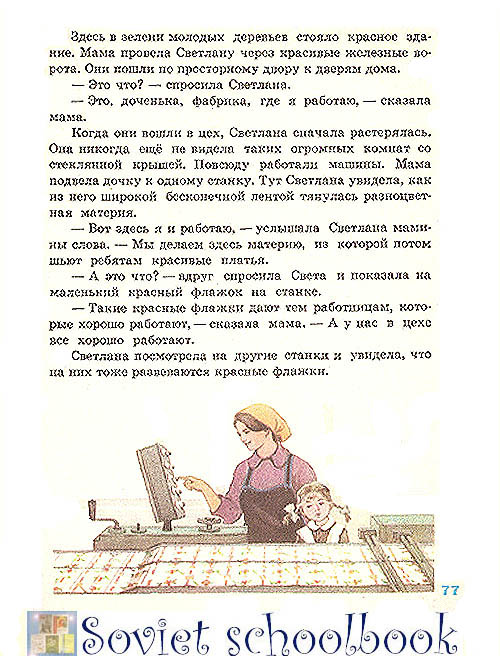 Здесь в зелени молодых деревьев стояло красное зда-
ние. Мама провела Светлану через красивые железные во-
рота. Они пошли по просторному двору к дверям дома.
— Это что? — спросила Светлана.
— Это, доченька, фабрика, где я работаю, — сказала
мама.
Когда они вошли в цех, Светлана сначала растерялась.
Она никогда ещё не видела таких огромных комнат со
стеклянной крышей. Повсюду работали машины. Мама
подвела дочку к одному станку. Тут Светлана увидела, как
из него широкой бесконечной лентой тянулась разноцвет-
ная материя.
— Вот здесь я и работаю, — услышала Светлана мами-
ны слова. — Мы делаем здесь материю, из которой потом
шьют ребятам красивые платья.
— А это что? — вдруг спросила Света и показала на
маленький красный флажок на станке.
— Такие красные флажки дают тем работницам, кото-
рые хорошо работают, — сказала мама. — А у нас в цехе
все хорошо работают.
Светлана посмотрела на другие станки и увидела, что
на них тоже развеваются красные флажки.
77
Soviet schoolbook